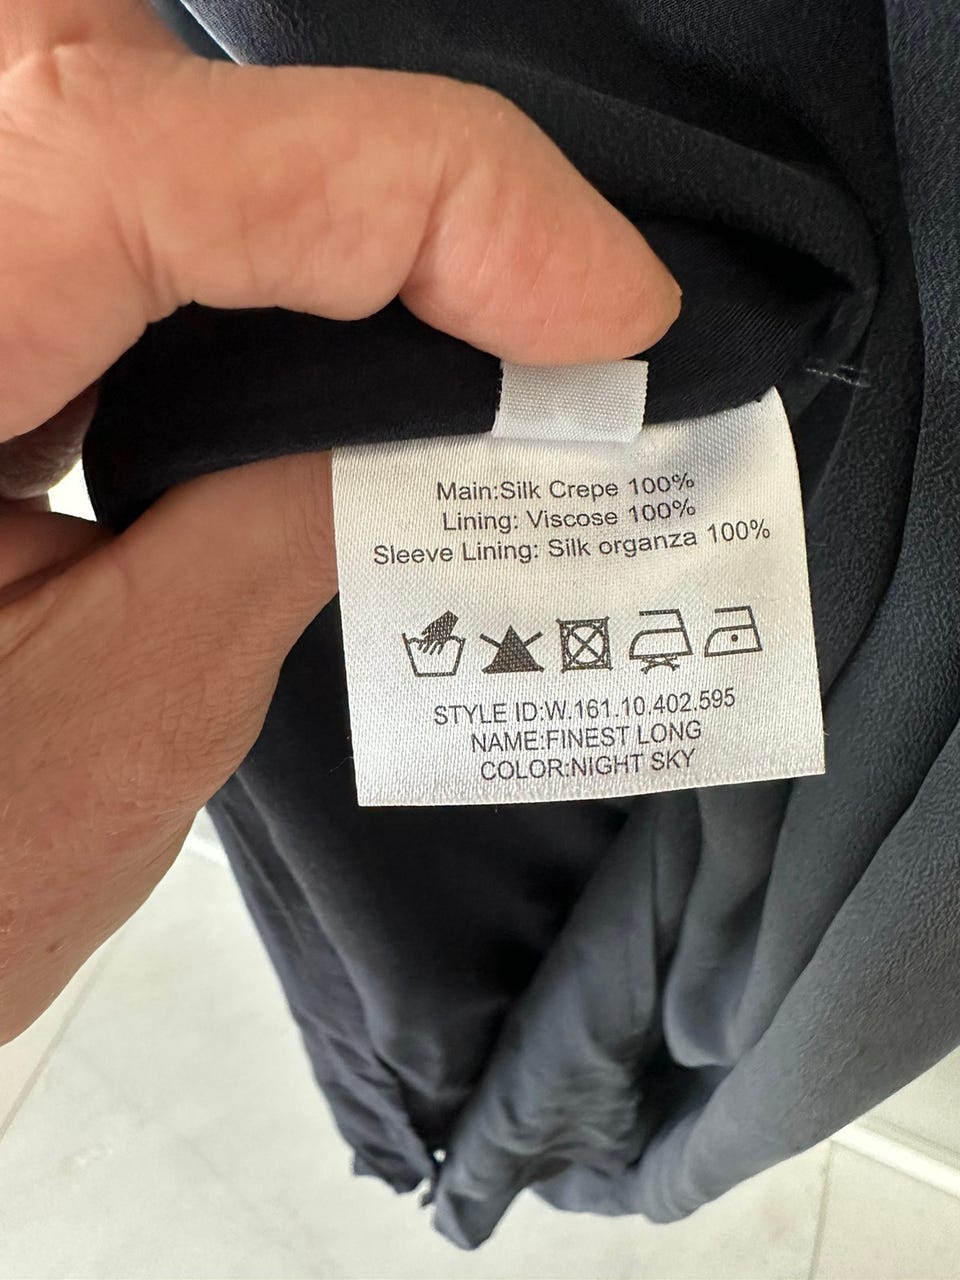 Main:Silk Crepe 100%
Lining: Viscose 100%
Sleeve Lining: Silk organza 100%
STYLE ID:W.161.10.402.595
NAME:FINEST LONG
COLOR:NIGHT SKY